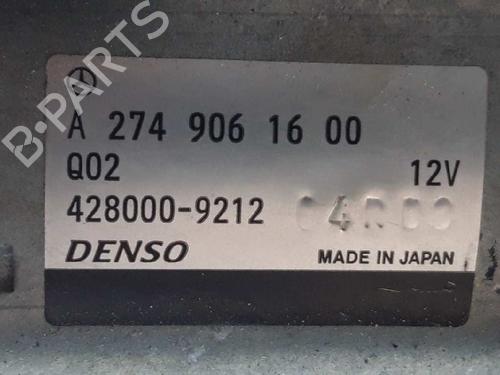 B-PARTS
A 274 906 16 00
Q02 12V
428000-9212
DENSO MADE IN JAPAN